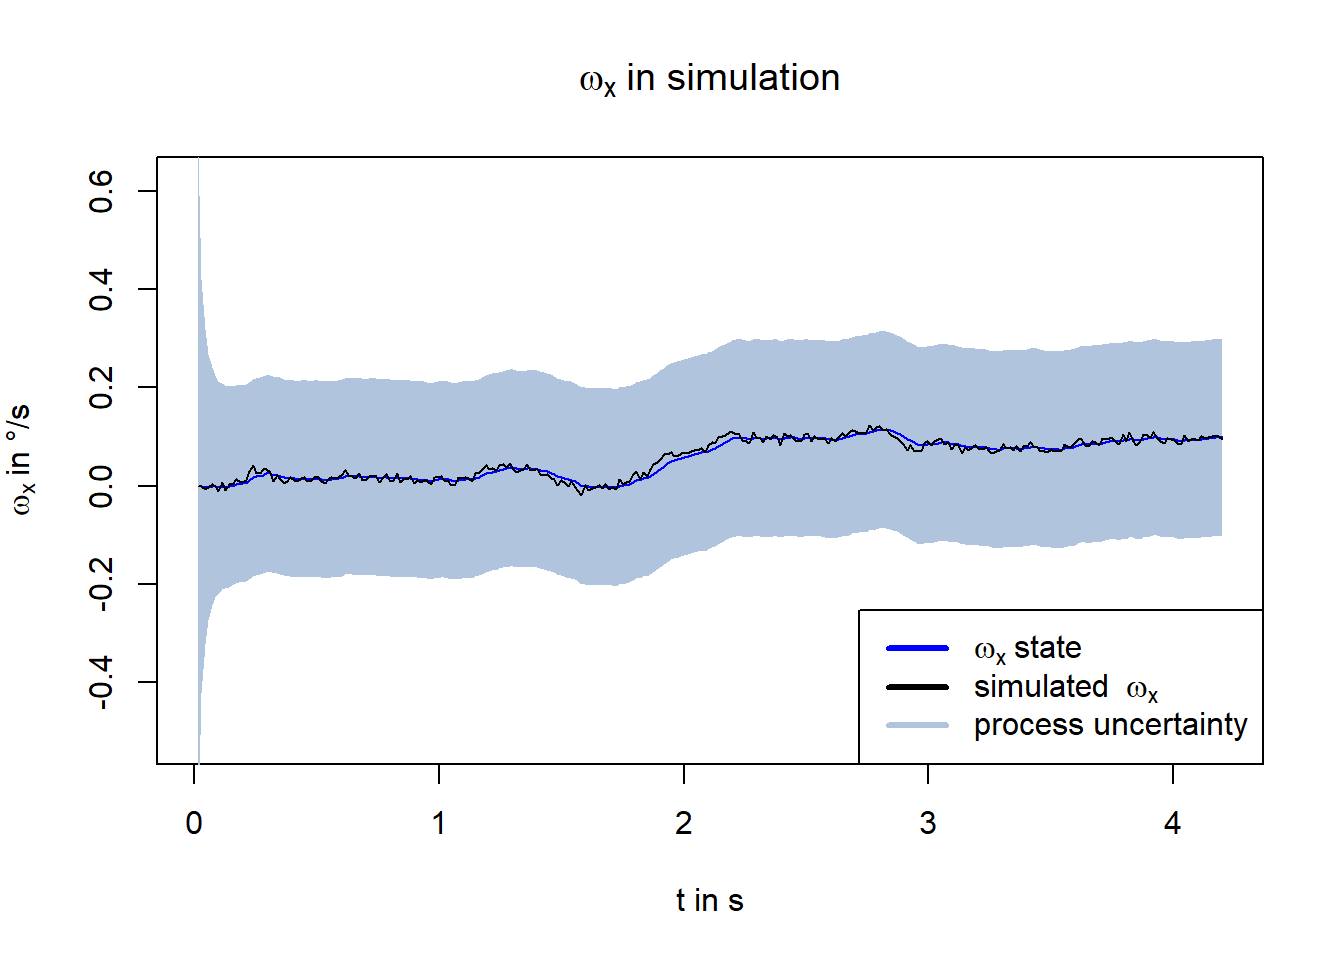 ωx in simulation
ωx in °/s
0.6
0.4
0.2
0.0
-0.2
-0.4
ωx state
simulated ωx
process uncertainty
0 1 2 3 4
t in s